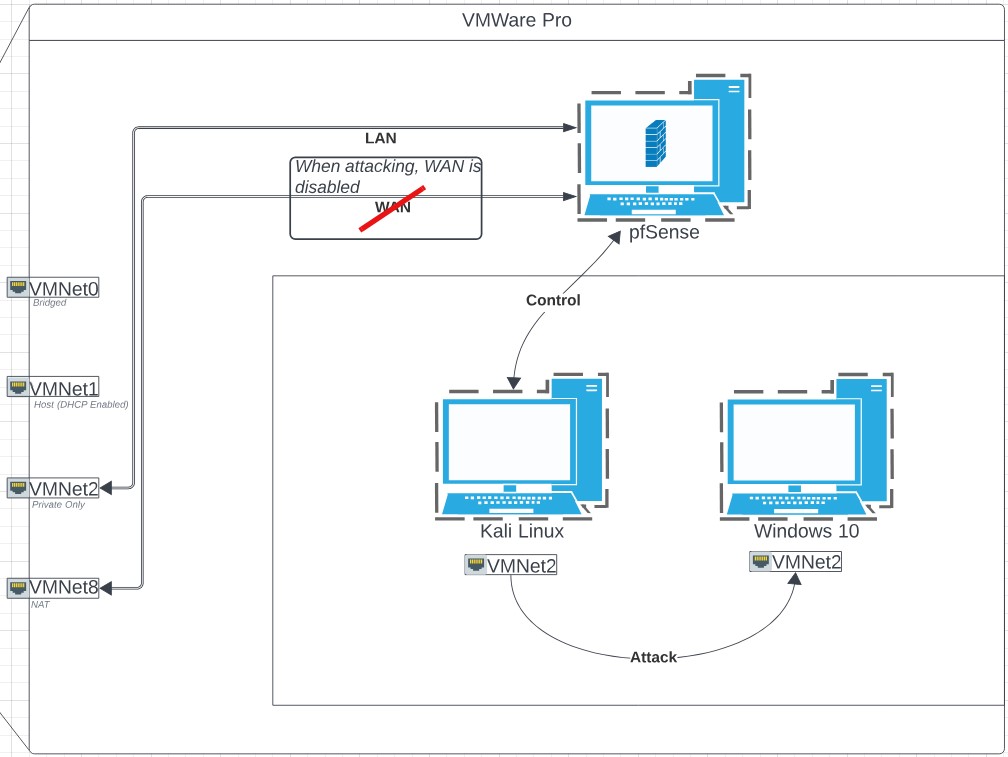 VMWare Pro
LAN
When attacking, WAN is
disabled
WAN
pfSense
VMNet0
Bridged
Control
VMNet1
Host (DHCP Enabled)
VMNet2
Private Only
Kali Linux
Windows 10
VMNet2
VMNet2
VMNet8
NAT
Attack